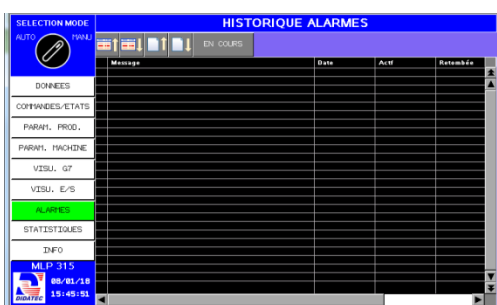 SELECTION MODE
HISTORIQUE ALARMES
AUTO MANU
EN COURS
Message Date Actif Retombée
DONNEES
COMMANDES/ETATS
PARAM. PROD.
PARAM. MACHINE
VISU. G7
VISU. E/S
ALARMES
STATISTIQUES
INFO
MLP 315
08/01/18
15:45:51
DIDATEC